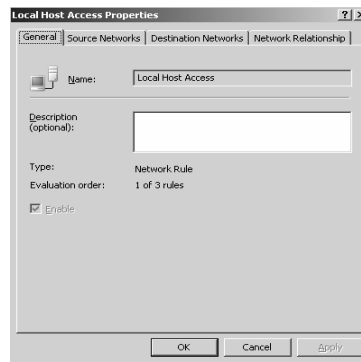 Local Host Access Properties
General Source Networks Destination Networks Network Relationship
Name: Local Host Access
Description
(optional):
Type: Network Rule
Evaluation order: 1 of 3 rules
Enable
OK Cancel Apply